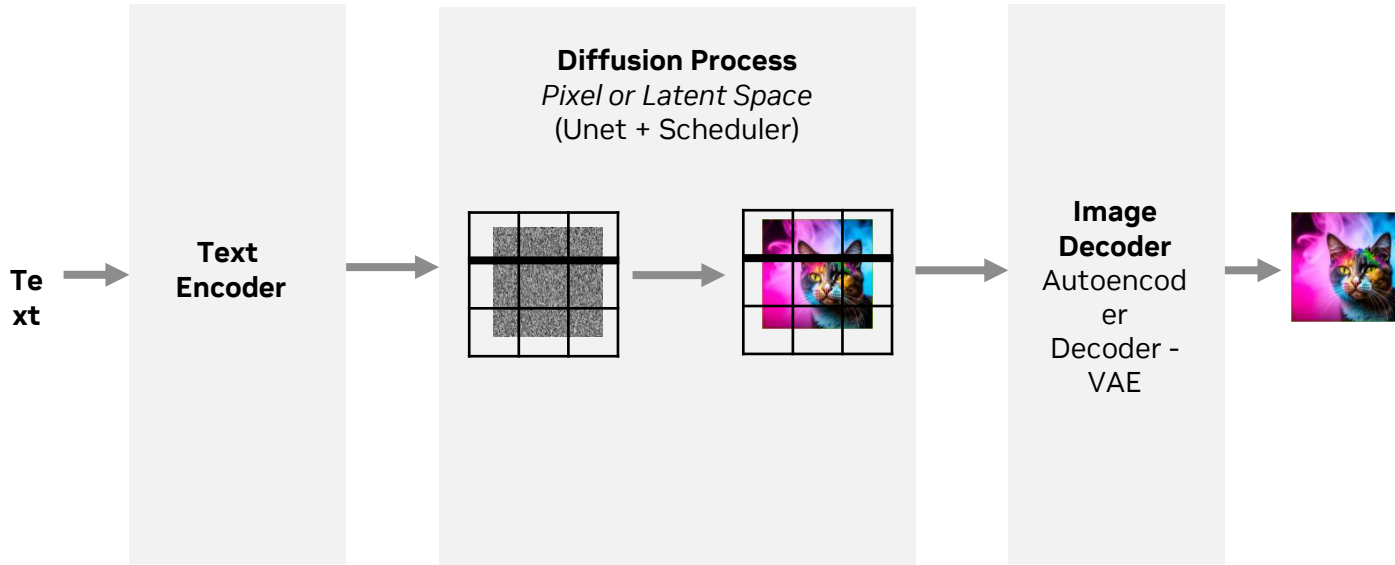 Te
xt
Text
Encoder
Diffusion Process
Pixel or Latent Space
(Unet + Scheduler)
Image
Decoder
Autoencod
er
Decoder -
VAE